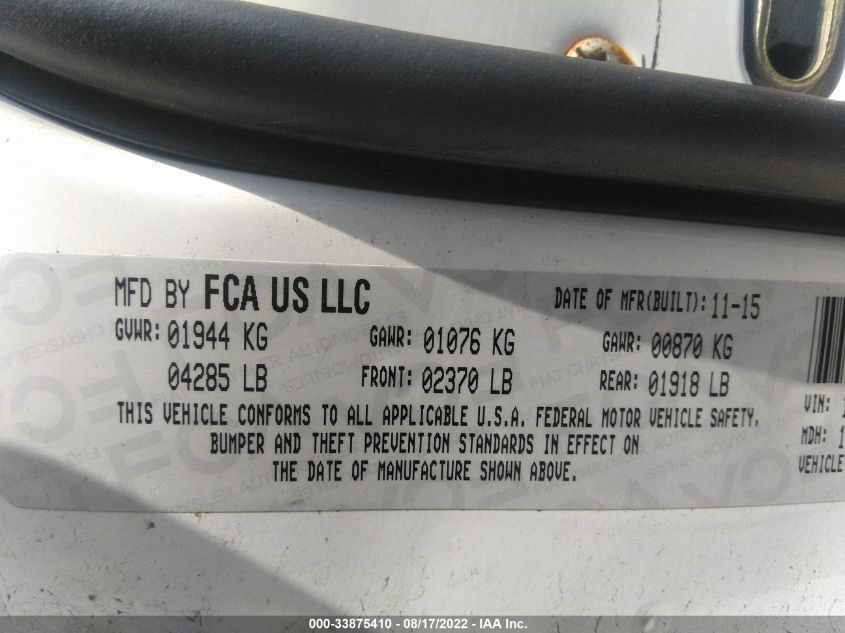 MFD BY FCA US LLC DATE OF MFR(BUILT): 11-15
GVWR: 01944 KG GAWR: 01076 KG GAWR: 00870 KG
04285 LB FRONT: 02370 LB REAR: 01918 LB
THIS VEHICLE CONFORMS TO ALL APPLICABLE U.S.A. FEDERAL MOTOR VEHICLE SAFETY,
BUMPER AND THEFT PREVENTION STANDARDS IN EFFECT ON
THE DATE OF MANUFACTURE SHOWN ABOVE.
VIN: 1
MDH: 1
VEHICLE
000-33875410 - 08/17/2022 - IAA Inc.